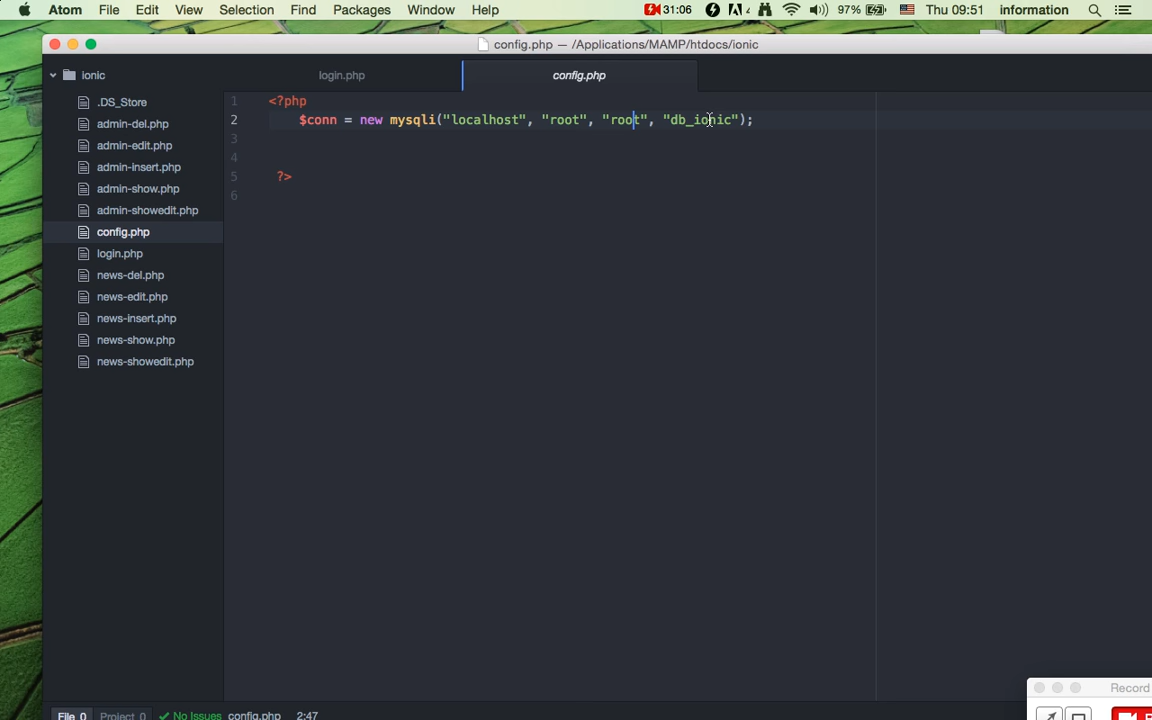 Atom File Edit View Selection Find Packages Window Help 31:06 4 97% Thu 09:51 information
config.php — /Applications/MAMP/htdocs/ionic
ionic
login.php
config.php
.DS_Store
admin-del.php
admin-edit.php
admin-insert.php
admin-show.php
admin-showedit.php
config.php
login.php
news-del.php
news-edit.php
news-insert.php
news-show.php
news-showedit.php
1 <?php
2 $conn = new mysqli("localhost", "root", "root", "db_ionic");
3
4
5 ?>
6
Record
File 0 Project 0 No Issues config.php 2:47